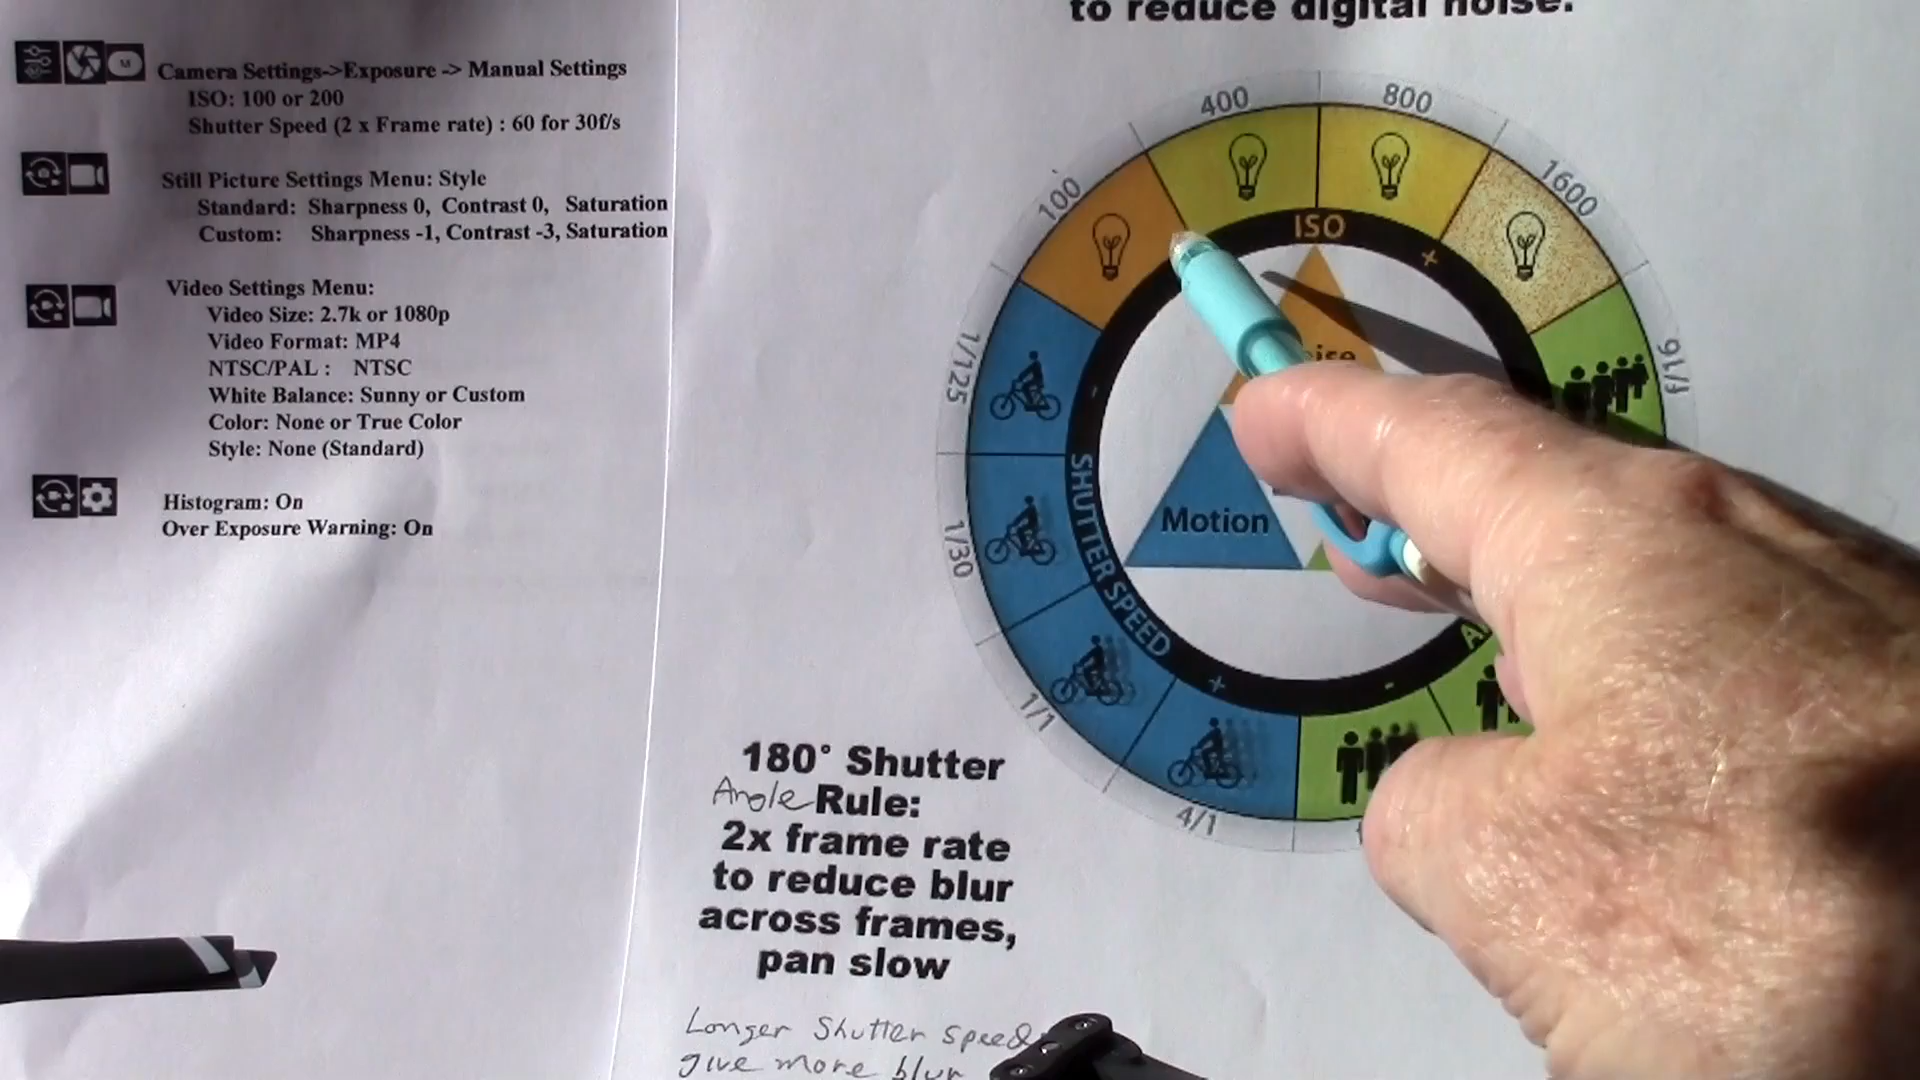 to reduce digital noise.
Camera Settings->Exposure -> Manual Settings
ISO: 100 or 200
Shutter Speed (2 x Frame rate) : 60 for 30f/s
Still Picture Settings Menu: Style
Standard: Sharpness 0, Contrast 0, Saturation
Custom: Sharpness -1, Contrast -3, Saturation
Video Settings Menu:
Video Size: 2.7k or 1080p
Video Format: MP4
NTSC/PAL : NTSC
White Balance: Sunny or Custom
Color: None or True Color
Style: None (Standard)
Histogram: On
Over Exposure Warning: On
M
100
400
800
1600
ISO
+
f/16
1/125
-
1/30
SHUTTER SPEED
1/1
+
4/1
-
Motion
180° Shutter
Angle Rule:
2x frame rate
to reduce blur
across frames,
pan slow
Longer Shutter Speed
give more blur